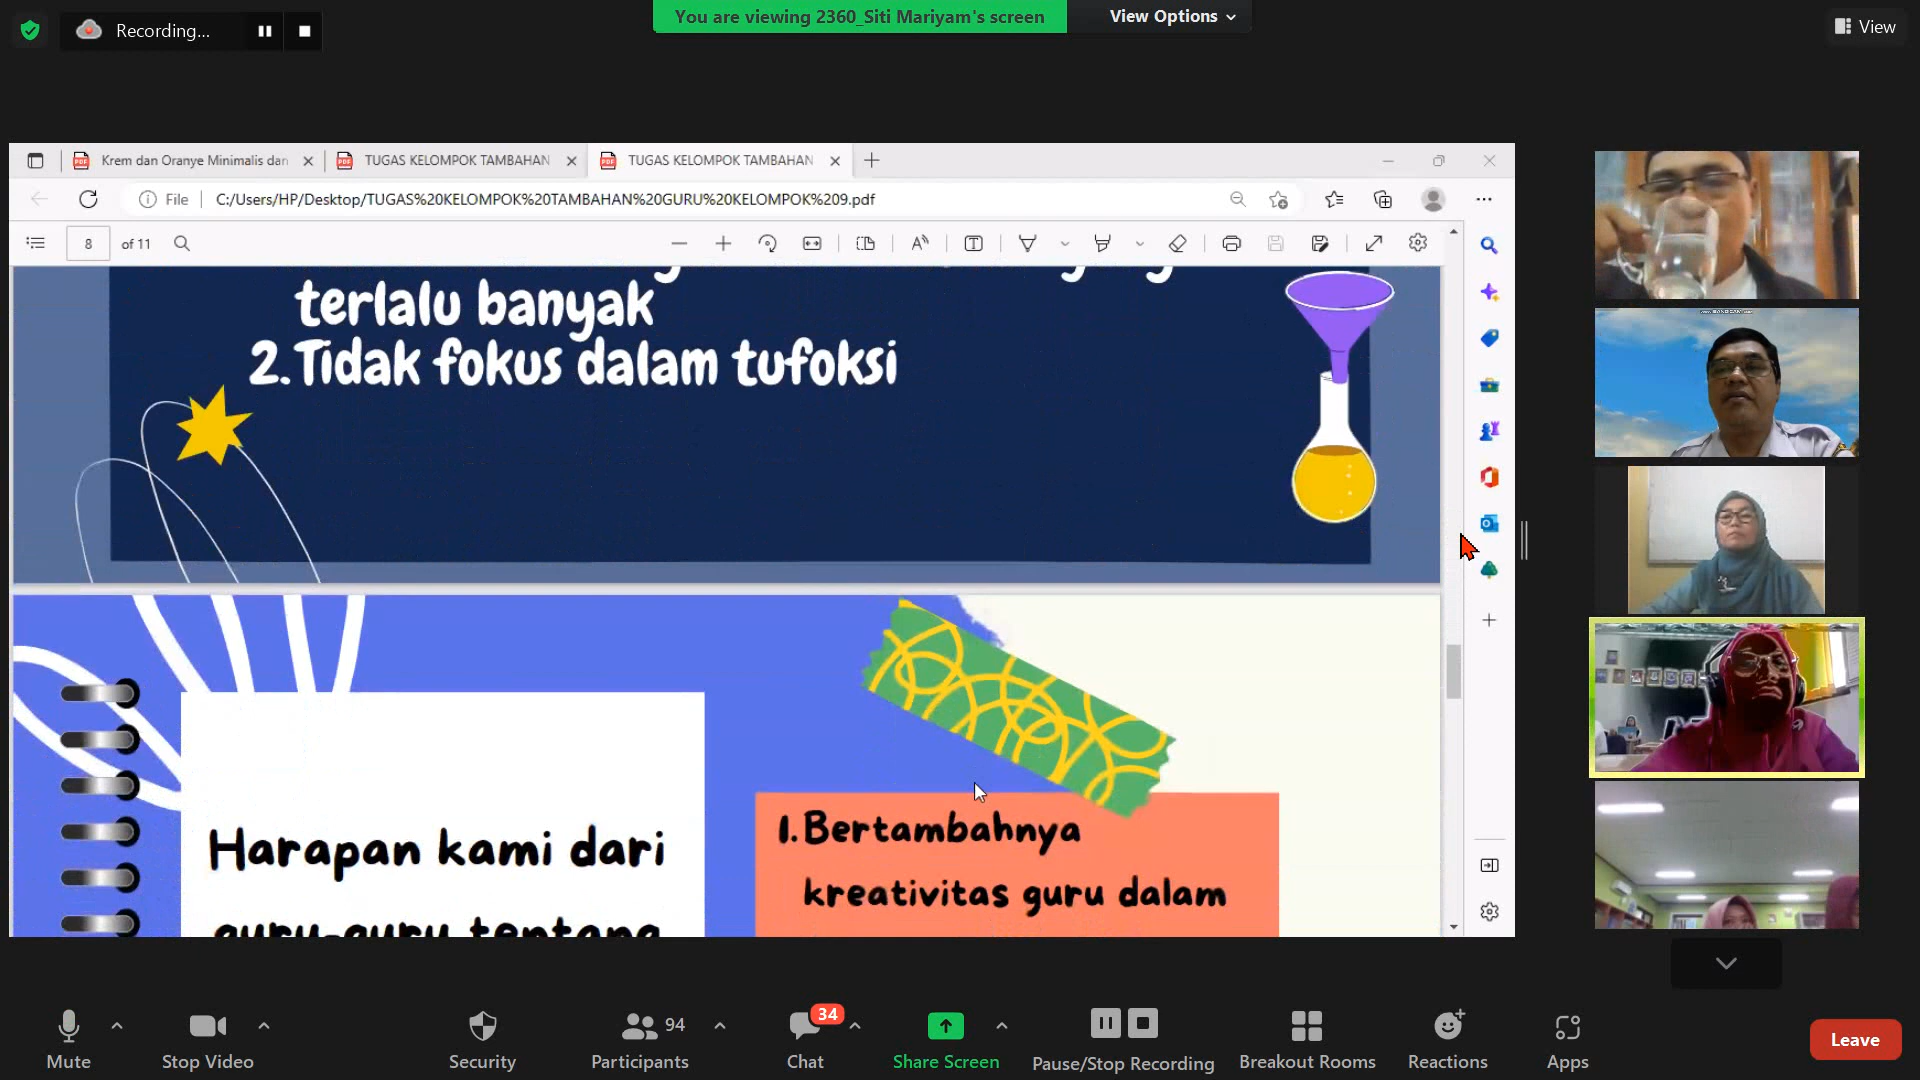 Recording...
You are viewing 2360_Siti Mariyam's screen
View Options
View
Krem dan Oranye Minimalis dan
TUGAS KELOMPOK TAMBAHAN
TUGAS KELOMPOK TAMBAHAN
File
C:/Users/HP/Desktop/TUGAS%20KELOMPOK%20TAMBAHAN%20GURU%20KELOMPOK%209.pdf
8
of 11
terlalu banyak
2.Tidak fokus dalam tufoksi
Harapan kami dari
guru-guru tentang
1.Bertambahnya
kreativitas guru dalam
Mute
Stop Video
Security
94
Participants
34
Chat
Share Screen
Pause/Stop Recording
Breakout Rooms
Reactions
Apps
Leave